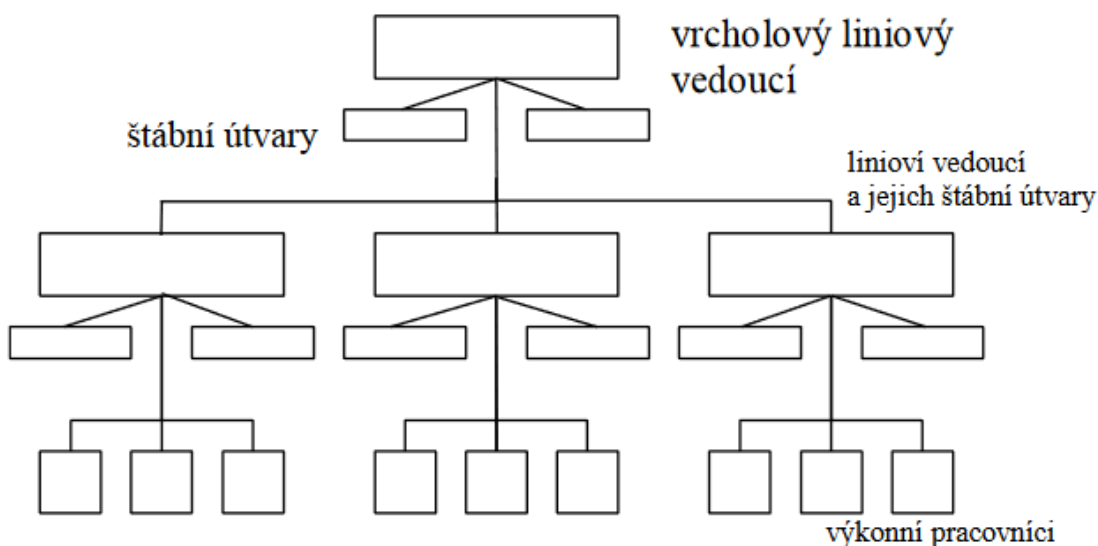 vrcholový liniový
vedoucí
štábní útvary
linioví vedoucí
a jejich štábní útvary
výkonní pracovníci